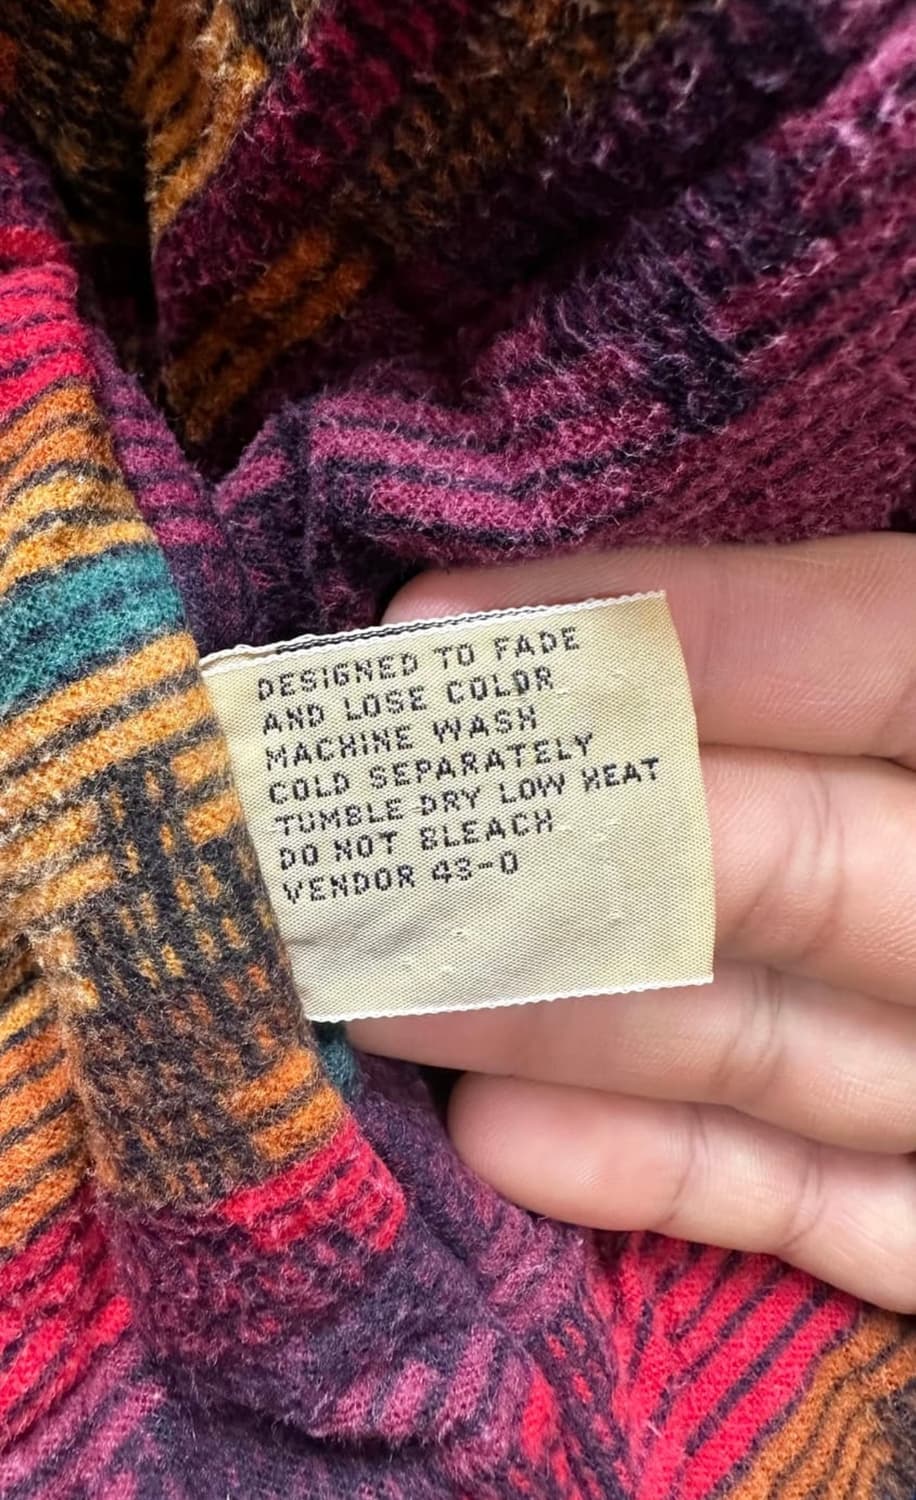 DESIGNED TO FADE
AND LOSE COLOR
MACHINE WASH
COLD SEPARATELY
TUMBLE DRY LOW HEAT
DO NOT BLEACH
VENDOR 43-0